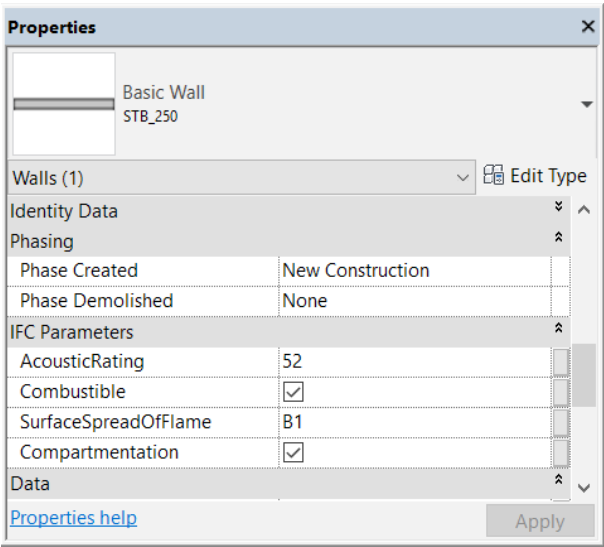 Properties
Basic Wall
STB_250
Walls (1) Edit Type
Identity Data
Phasing
Phase Created New Construction
Phase Demolished None
IFC Parameters
AcousticRating 52
Combustible
SurfaceSpreadOfFlame B1
Compartmentation
Data
Properties help Apply